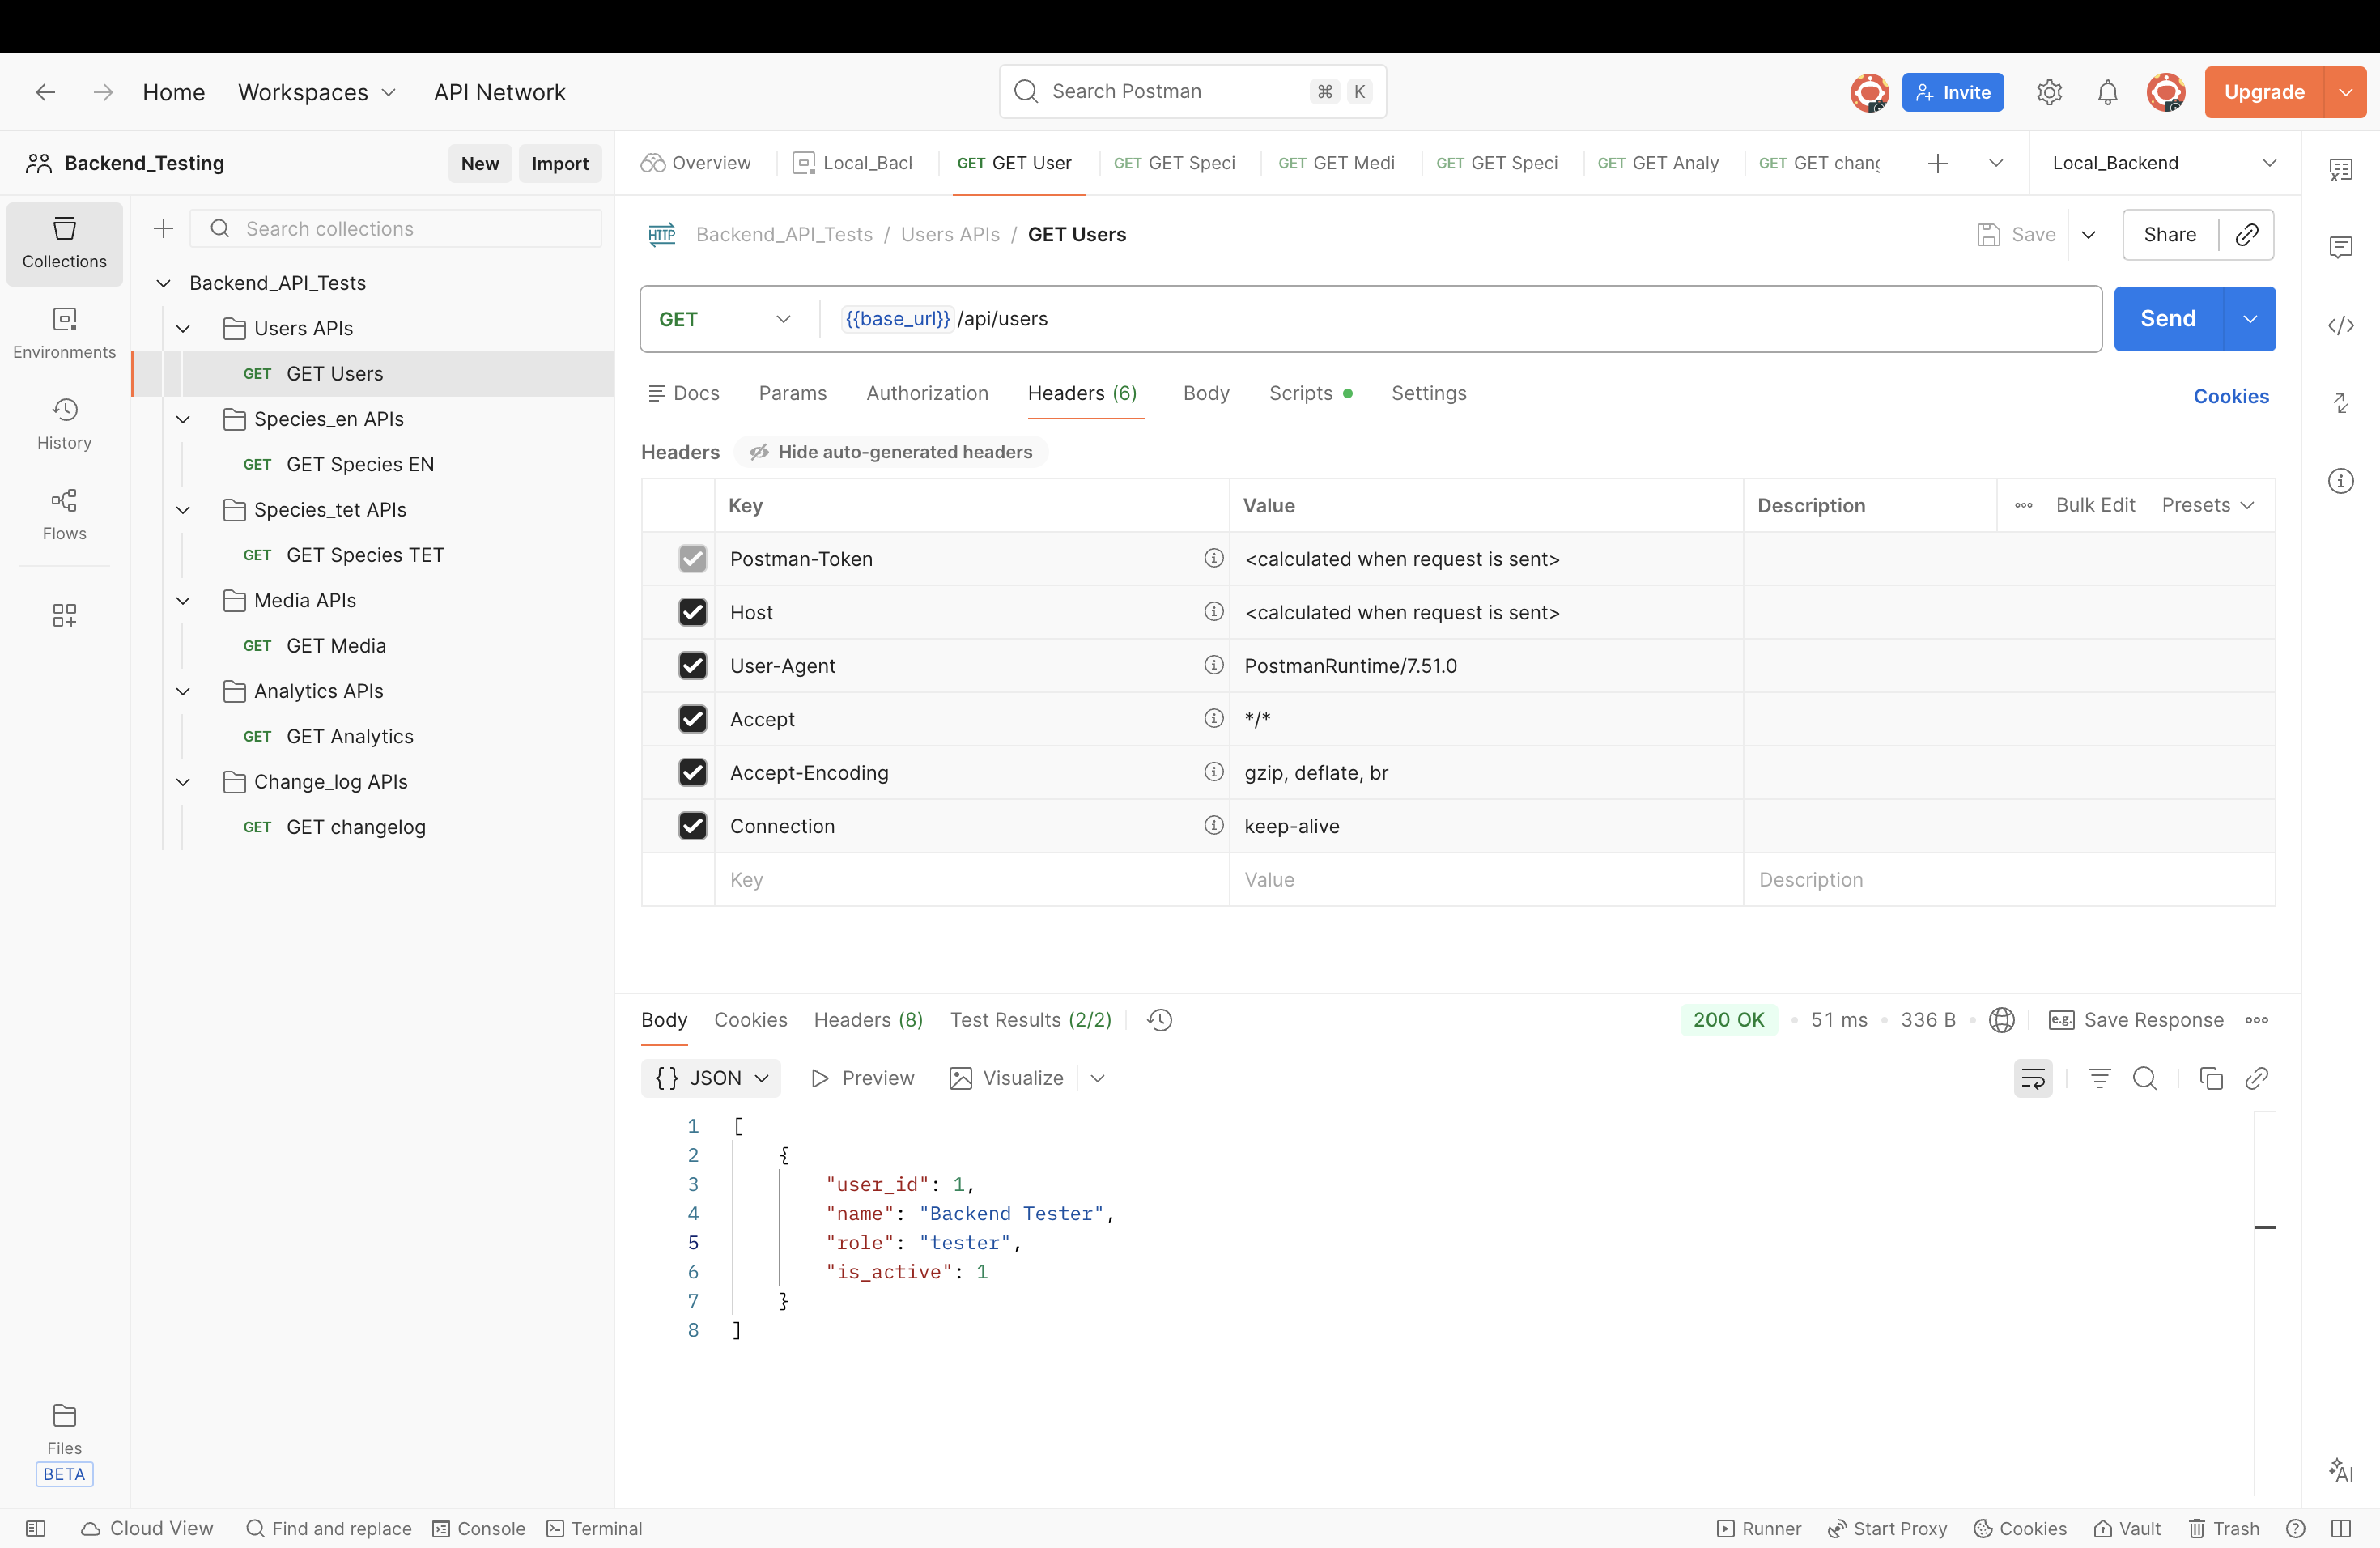 Home Workspaces API Network Search Postman ⌘ K Invite Upgrade
Backend_Testing New Import
Overview Local_Back GET GET User GET GET Speci GET GET Medi GET GET Speci GET GET Analy GET GET chang Local_Backend
Collections
Environments
History
Flows
Files
BETA
Search collections
Backend_API_Tests
Users APIs
GET GET Users
Species_en APIs
GET GET Species EN
Species_tet APIs
GET GET Species TET
Media APIs
GET GET Media
Analytics APIs
GET GET Analytics
Change_log APIs
GET GET changelog
HTTP Backend_API_Tests / Users APIs / GET Users Save Share
GET {{base_url}}/api/users Send
Docs Params Authorization Headers (6) Body Scripts Settings Cookies
Headers Hide auto-generated headers
Key Value Description Bulk Edit Presets
Postman-Token <calculated when request is sent>
Host <calculated when request is sent>
User-Agent PostmanRuntime/7.51.0
Accept */*
Accept-Encoding gzip, deflate, br
Connection keep-alive
Key Value Description
Body Cookies Headers (8) Test Results (2/2) 200 OK • 51 ms • 336 B • e.g. Save Response
{} JSON Preview Visualize
1 [
2 {
3 "user_id": 1,
4 "name": "Backend Tester",
5 "role": "tester",
6 "is_active": 1
7 }
8 ]
AI
Cloud View Find and replace Console Terminal Runner Start Proxy Cookies Vault Trash